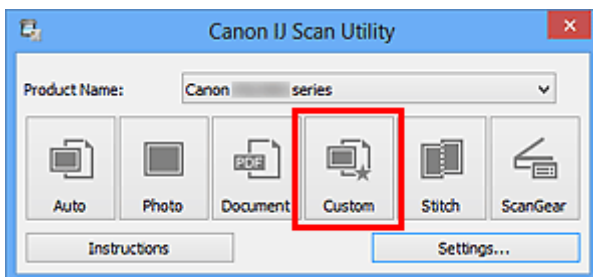 Canon IJ Scan Utility
Product Name: Canon series
PDF
Auto Photo Document Custom Stitch ScanGear
Instructions Settings...